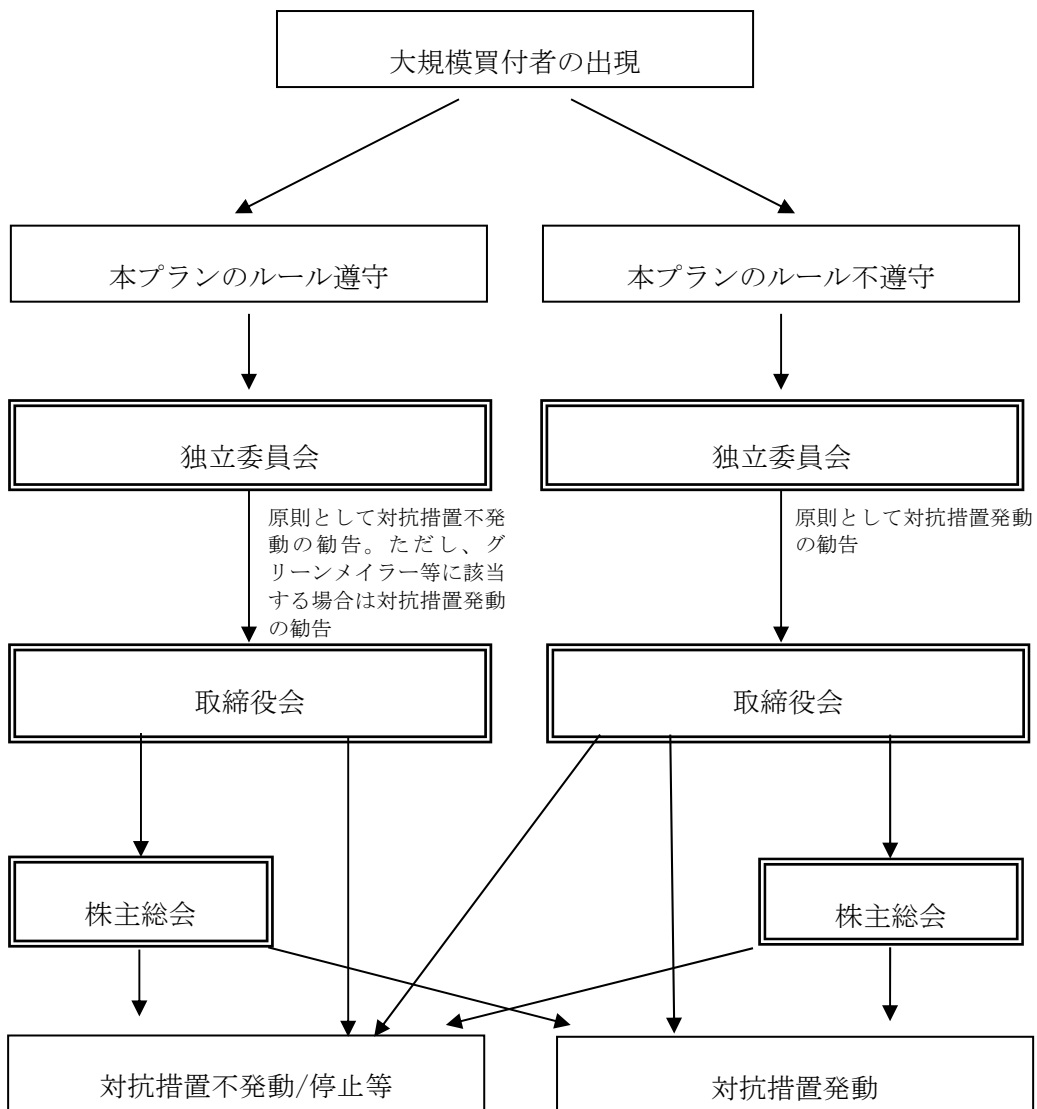 大規模買付者の出現
本プランのルール遵守
本プランのルール不遵守
独立委員会
独立委員会
原則として対抗措置不発
動の勧告。ただし、グ
リーンメイラー等に該当
する場合は対抗措置発動
の勧告
原則として対抗措置発動
の勧告
取締役会
取締役会
株主総会
株主総会
対抗措置不発動/停止等
対抗措置発動